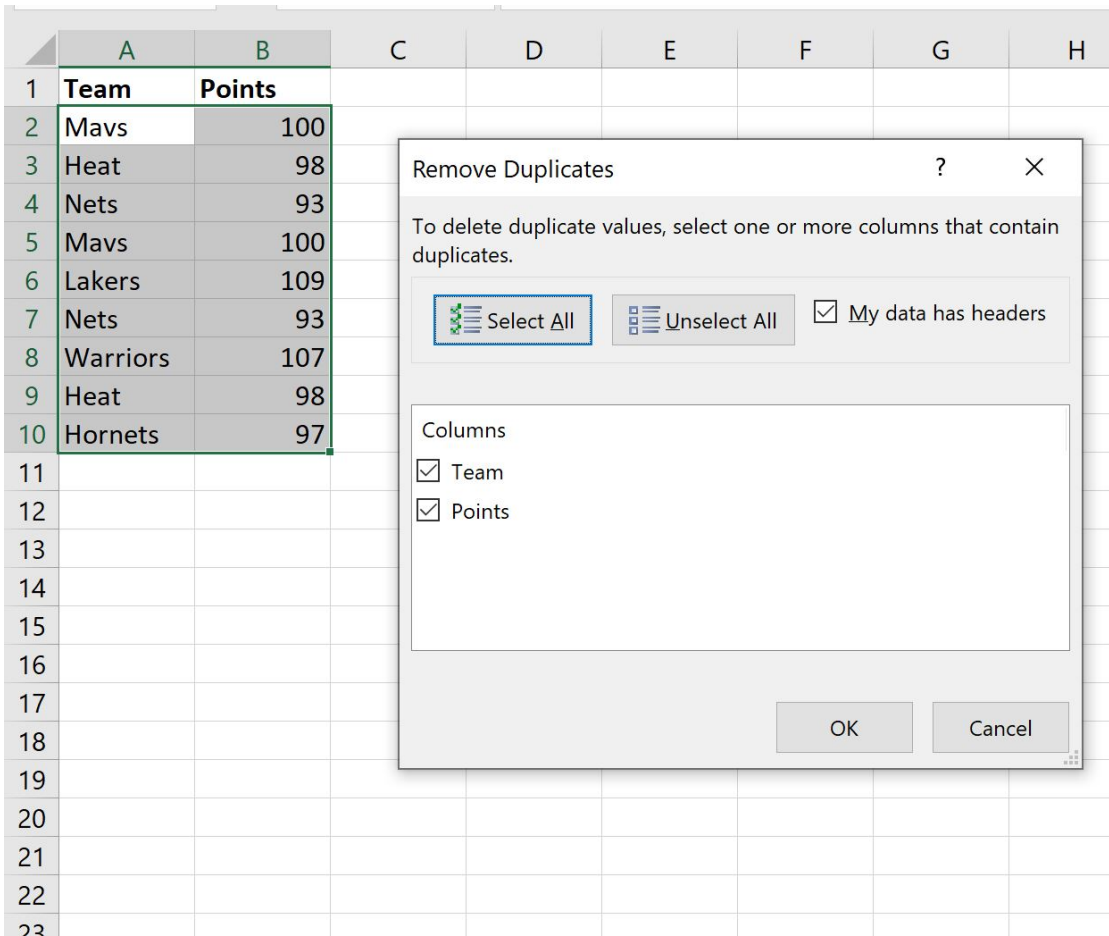 A B C D E F G H
1 Team Points
2 Mavs 100
3 Heat 98
4 Nets 93
5 Mavs 100
6 Lakers 109
7 Nets 93
8 Warriors 107
9 Heat 98
10 Hornets 97
11
12
13
14
15
16
17
18
19
20
21
22
23
Remove Duplicates ? X
To delete duplicate values, select one or more columns that contain
duplicates.
Select All Unselect All My data has headers
Columns
Team
Points
OK Cancel